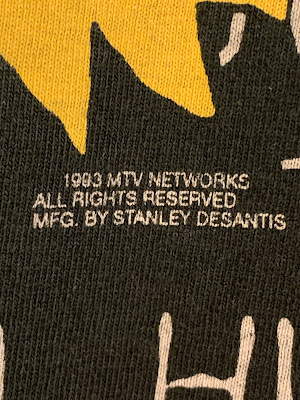 1993 MTV NETWORKS
ALL RIGHTS RESERVED
MFG. BY STANLEY DESANTIS